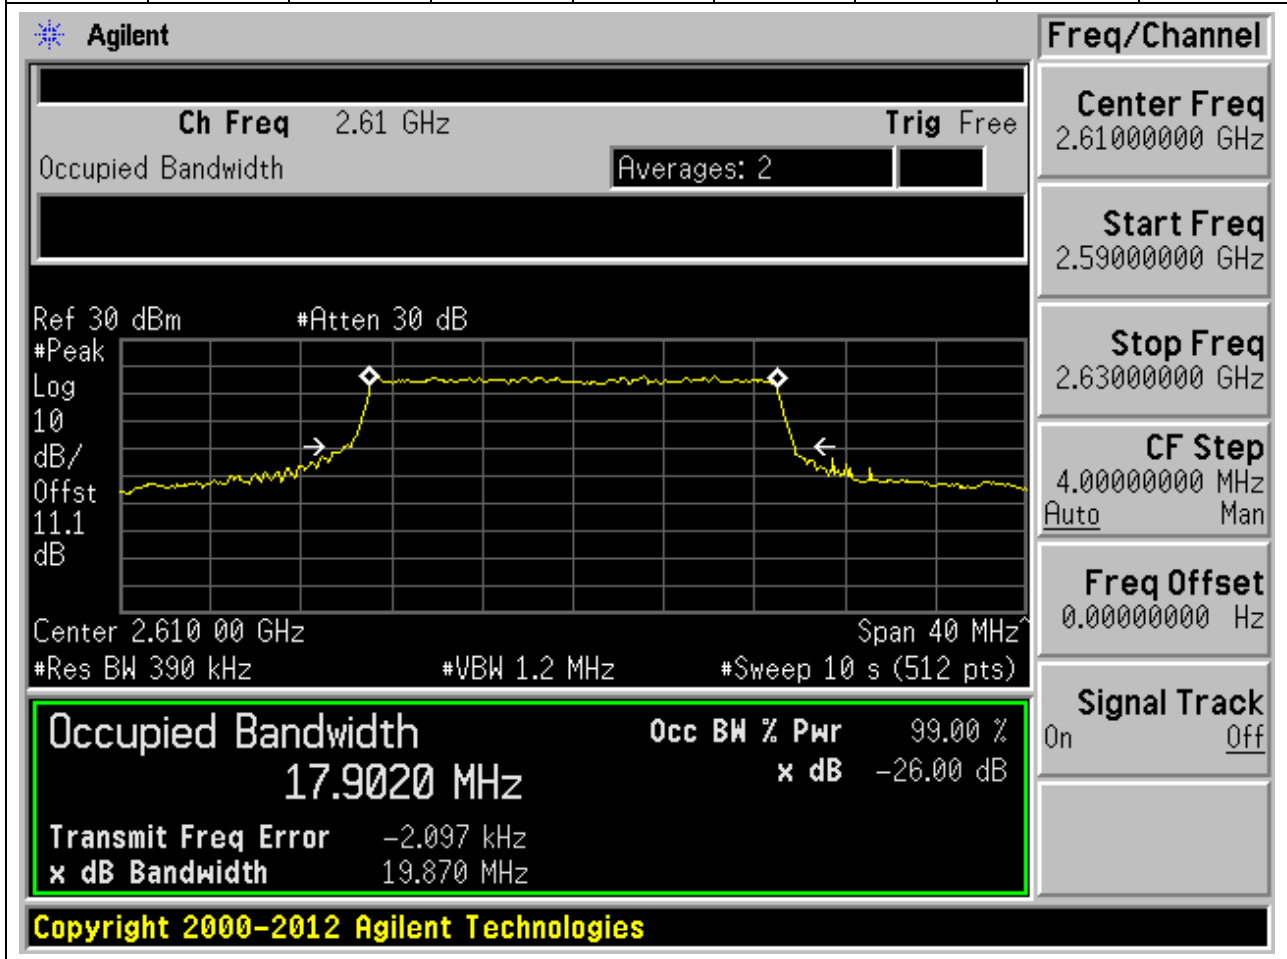 Agilent
Freq/Channel
Ch Freq 2.61 GHz Trig Free
Occupied Bandwidth Averages: 2
Center Freq
2.61000000 GHz
Start Freq
2.59000000 GHz
Stop Freq
2.63000000 GHz
CF Step
4.00000000 MHz
Auto Man
Freq Offset
0.00000000 Hz
Signal Track
On Off
Ref 30 dBm #Atten 30 dB
#Peak
Log
10
dB/
Offst
11.1
dB
Center 2.610 00 GHz Span 40 MHz^
#Res BW 390 kHz #VBW 1.2 MHz #Sweep 10 s (512 pts)
Occupied Bandwidth Occ BW % Pwr 99.00 %
17.9020 MHz x dB -26.00 dB
Transmit Freq Error -2.097 kHz
x dB Bandwidth 19.870 MHz
Copyright 2000-2012 Agilent Technologies